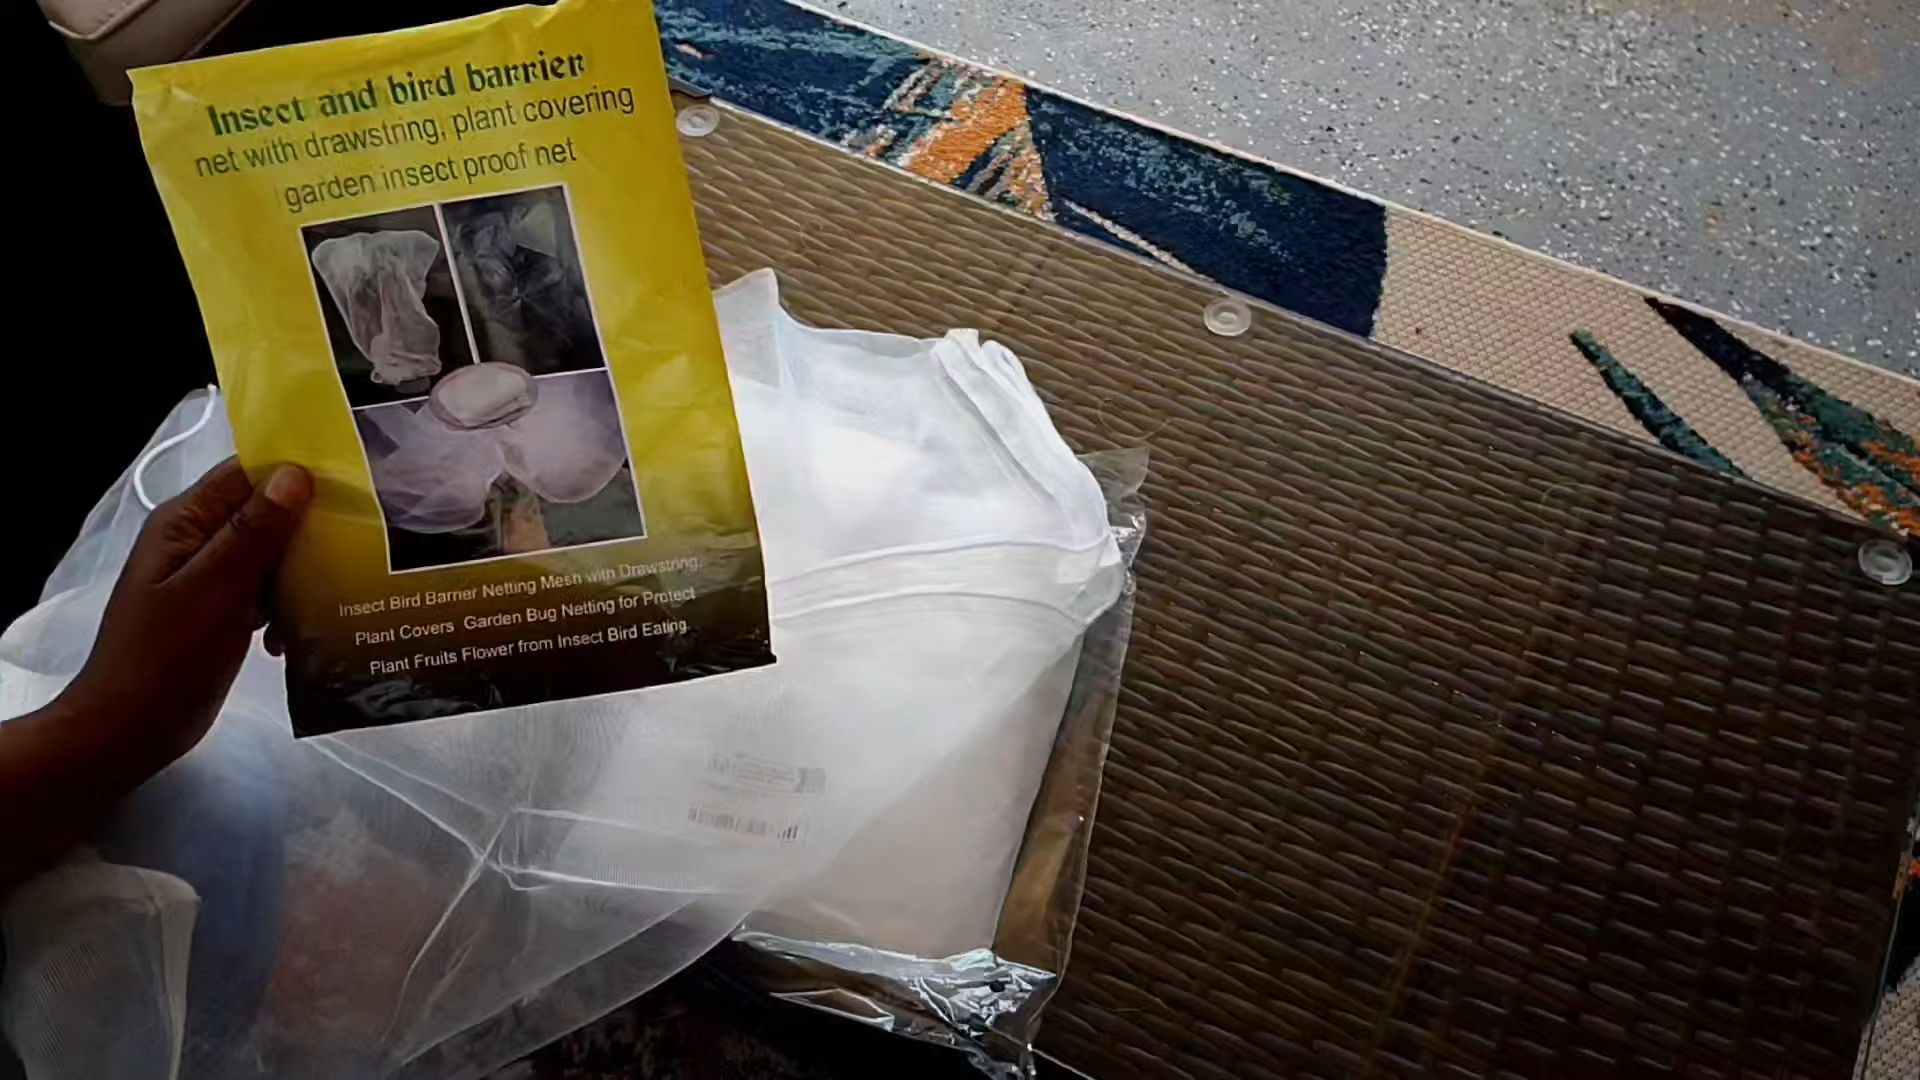 Insect and bird barrier
net with drawstring, plant covering
garden insect proof net
Insect Bird Barrier Netting Mesh with Drawstring,
Plant Covers Garden Bug Netting for Protect
Plant Fruits Flower from Insect Bird Eating.